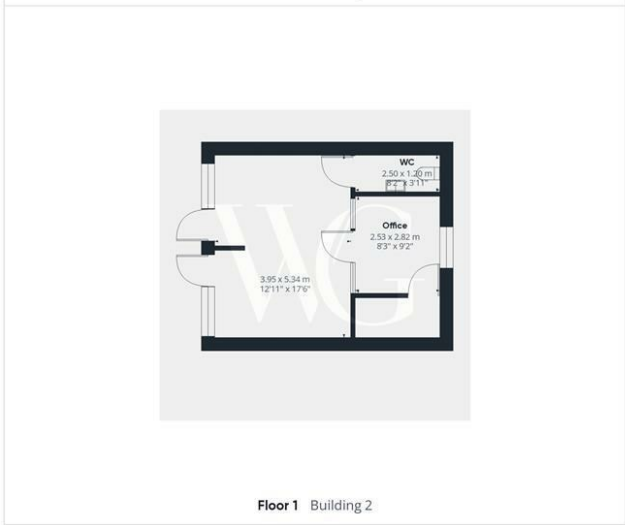 WC
2.50 x 1.20 m
8'2" x 3'11"
Office
2.53 x 2.82 m
8'3" x 9'2"
3.95 x 5.34 m
12'11" x 17'6"
WG
Floor 1 Building 2